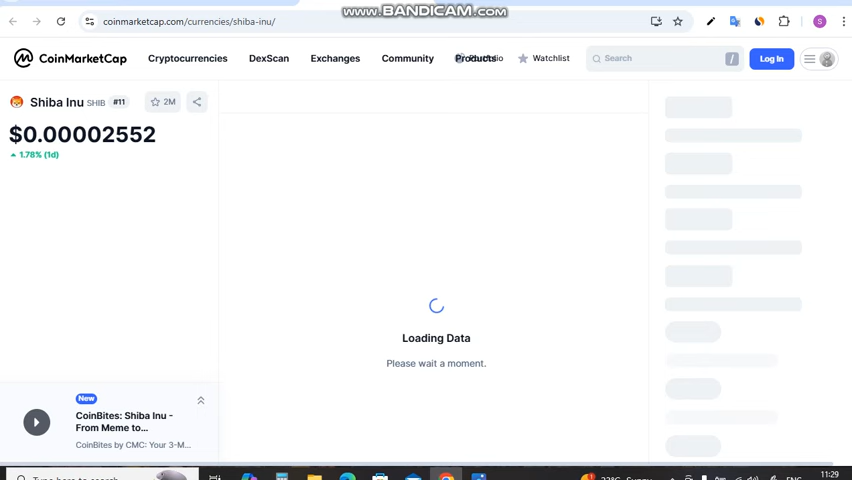 www.BANDICAM.com
coinmarketcap.com/currencies/shiba-inu/
S
CoinMarketCap
Cryptocurrencies
DexScan
Exchanges
Community
Products
Watchlist
Search
/
Log In
Shiba Inu SHIB #11
2M
$0.00002552
1.78% (1d)
Loading Data
Please wait a moment.
New
CoinBites: Shiba Inu -
From Meme to...
CoinBites by CMC: Your 3-M...
11:29